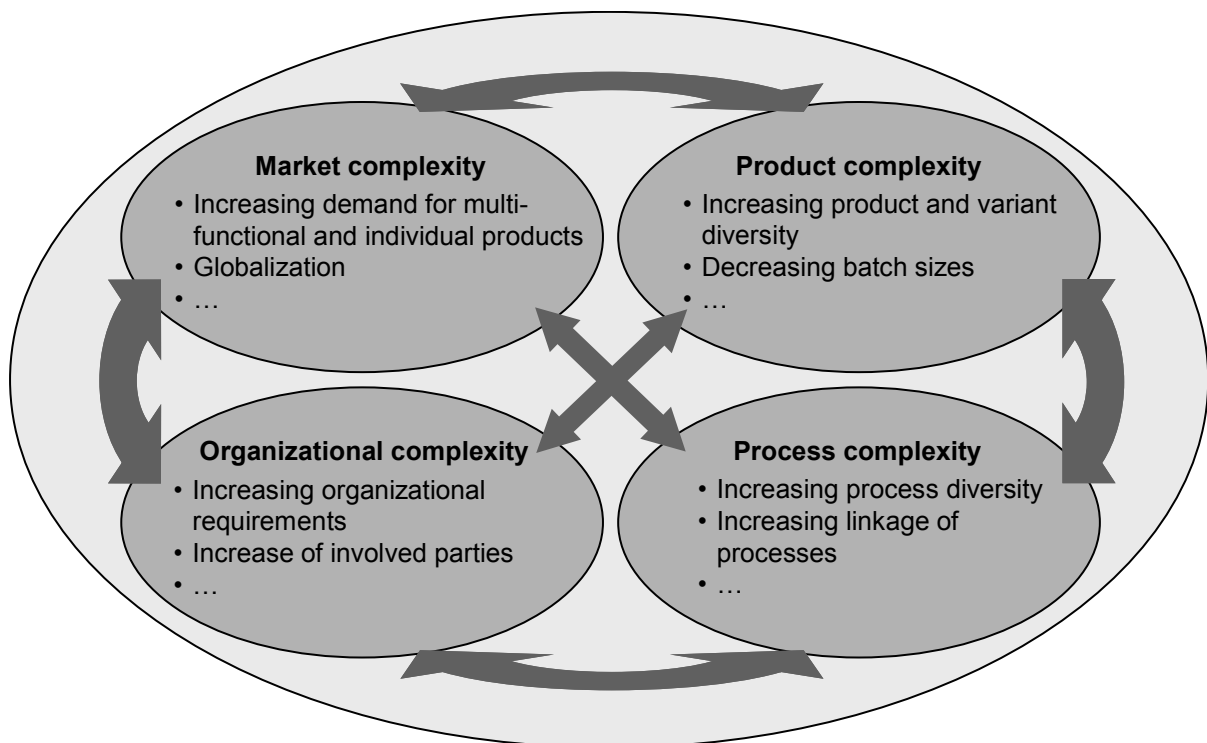 Market complexity
• Increasing demand for multi-
functional and individual products
• Globalization
• …
Product complexity
• Increasing product and variant
diversity
• Decreasing batch sizes
• …
Organizational complexity
• Increasing organizational
requirements
• Increase of involved parties
• …
Process complexity
• Increasing process diversity
• Increasing linkage of
processes
• …